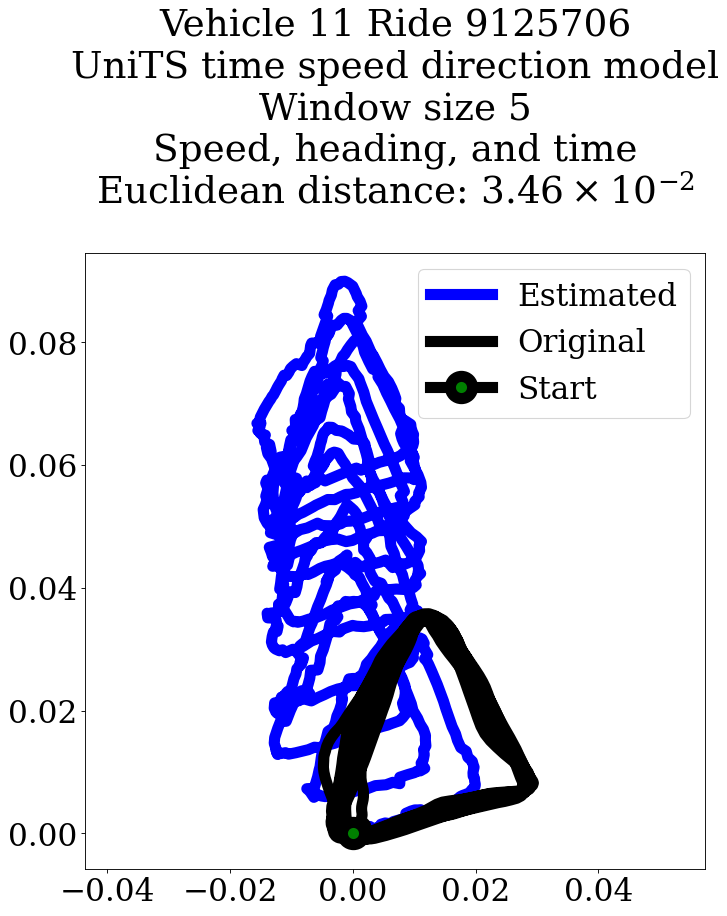 Vehicle 11 Ride 9125706
UniTS time speed direction model
Window size 5
Speed, heading, and time
Euclidean distance: 3.46 × 10⁻²
Estimated
Original
Start
0.08
0.06
0.04
0.02
0.00
−0.04 −0.02 0.00 0.02 0.04